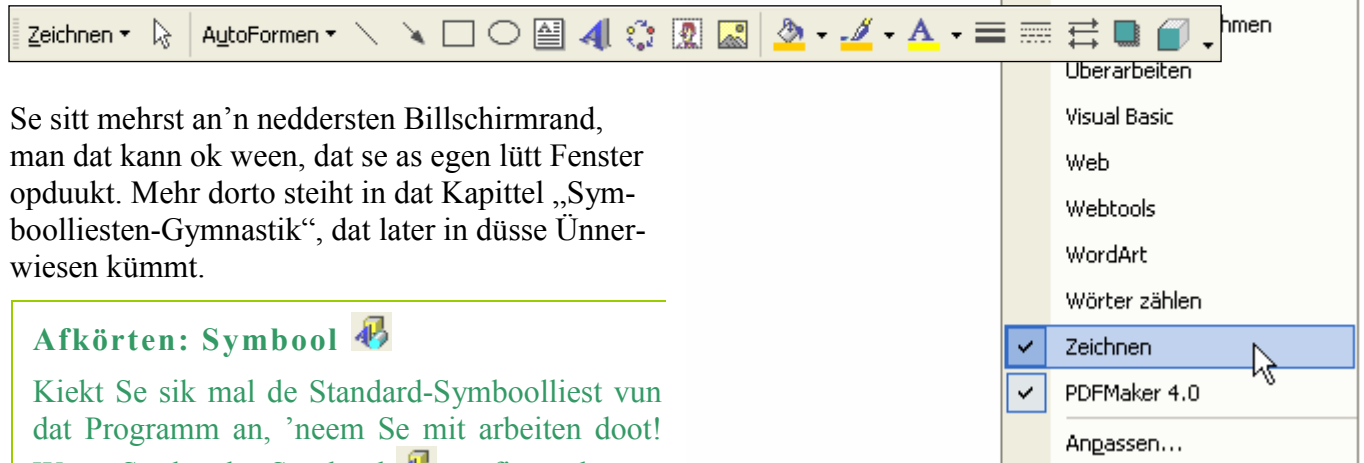 Zeichnen AutoFormen
hmen
Überarbeiten
Visual Basic
Web
Webtools
WordArt
Wörter zählen
Zeichnen
PDFMaker 4.0
Anpassen...
Se sitt mehrst an’n neddersten Billschirmrand,
man dat kann ok ween, dat se as egen lütt Fenster
opduukt. Mehr dorto steiht in dat Kapittel „Sym-
boolliesten-Gymnastik“, dat later in düsse Ünner-
wiesen kümmt.
Afkörten: Symbool
Kiekt Se sik mal de Standard-Symboolliest vun
dat Programm an, ’neem Se mit arbeiten doot!